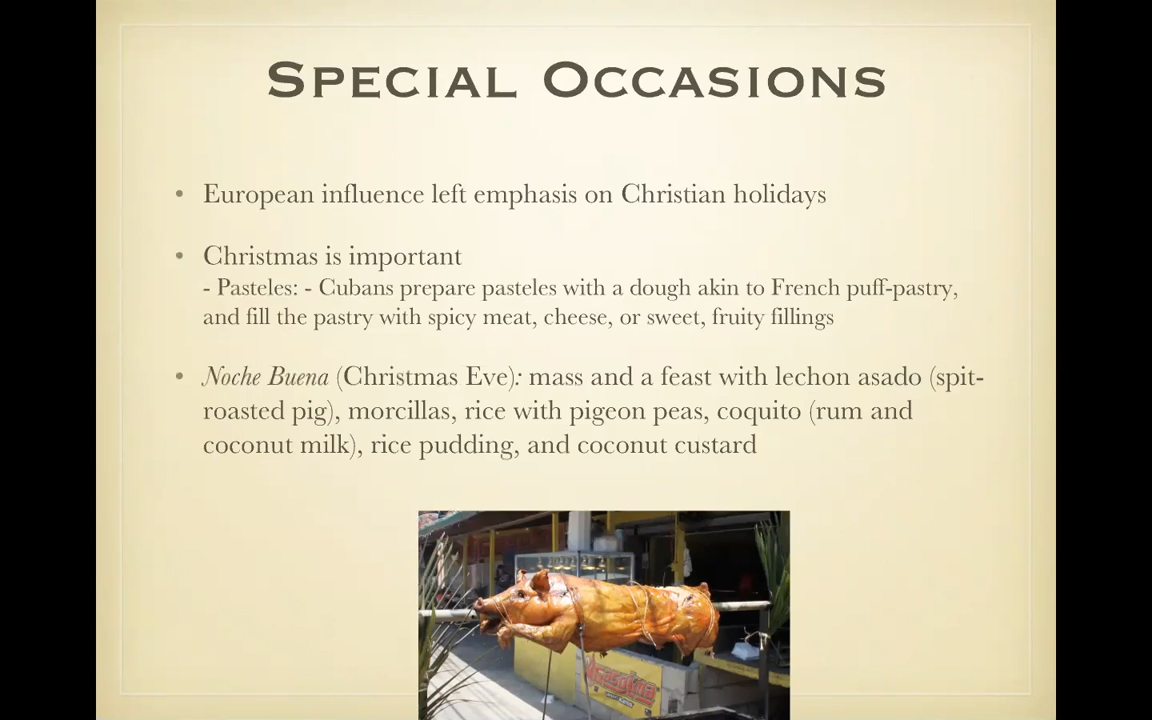 Special Occasions
• European influence left emphasis on Christian holidays
• Christmas is important
- Pasteles: - Cubans prepare pasteles with a dough akin to French puff-pastry,
and fill the pastry with spicy meat, cheese, or sweet, fruity fillings
• Noche Buena (Christmas Eve): mass and a feast with lechon asado (spit-
roasted pig), morcillas, rice with pigeon peas, coquito (rum and
coconut milk), rice pudding, and coconut custard
Gasolina